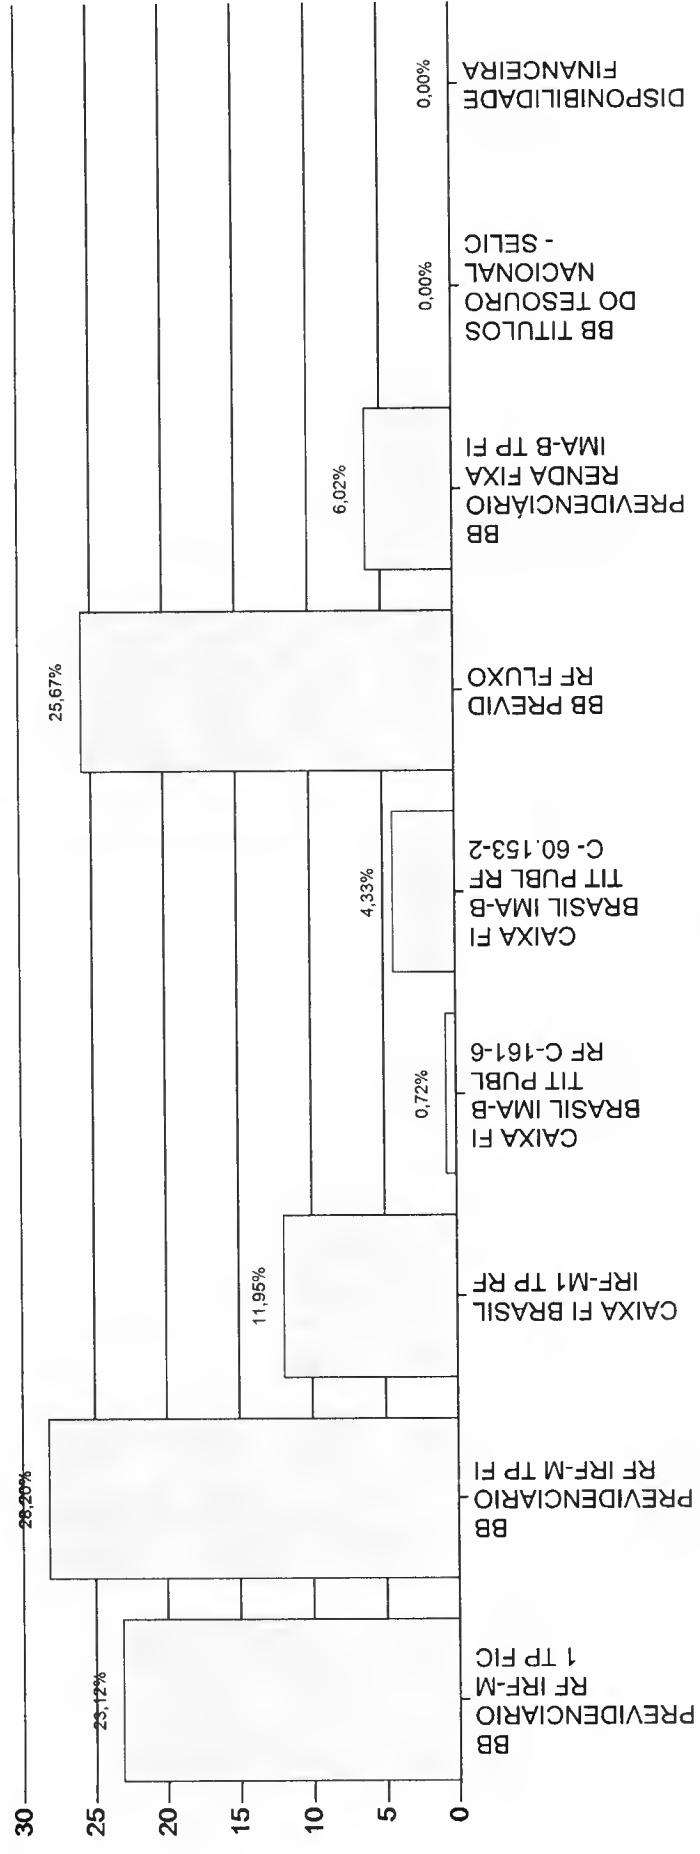 30
25
20
15
10
5
0
23,12%
28,20%
11,95%
0,72%
4,33%
25,67%
6,02%
0,00%
0,00%
BB
PREVIDENCIARIO
RF IRF-M
1 TP FIC
BB
PREVIDENCIARIO
RF IRF-M TP FI
CAIXA FI BRASIL
IRF-M1 TP RF
CAIXA FI
BRASIL IMA-B
TIT PUBL
RF C-161-6
CAIXA FI
BRASIL IMA-B
TIT PUBL RF
C- 60.153-2
BB PREVID
RF FLUXO
BB
PREVIDENCIÁRIO
RENDA FIXA
IMA-B TP FI
BB TITULOS
DO TESOURO
NACIONAL
- SELIC
DISPONIBILIDADE
FINANCEIRA